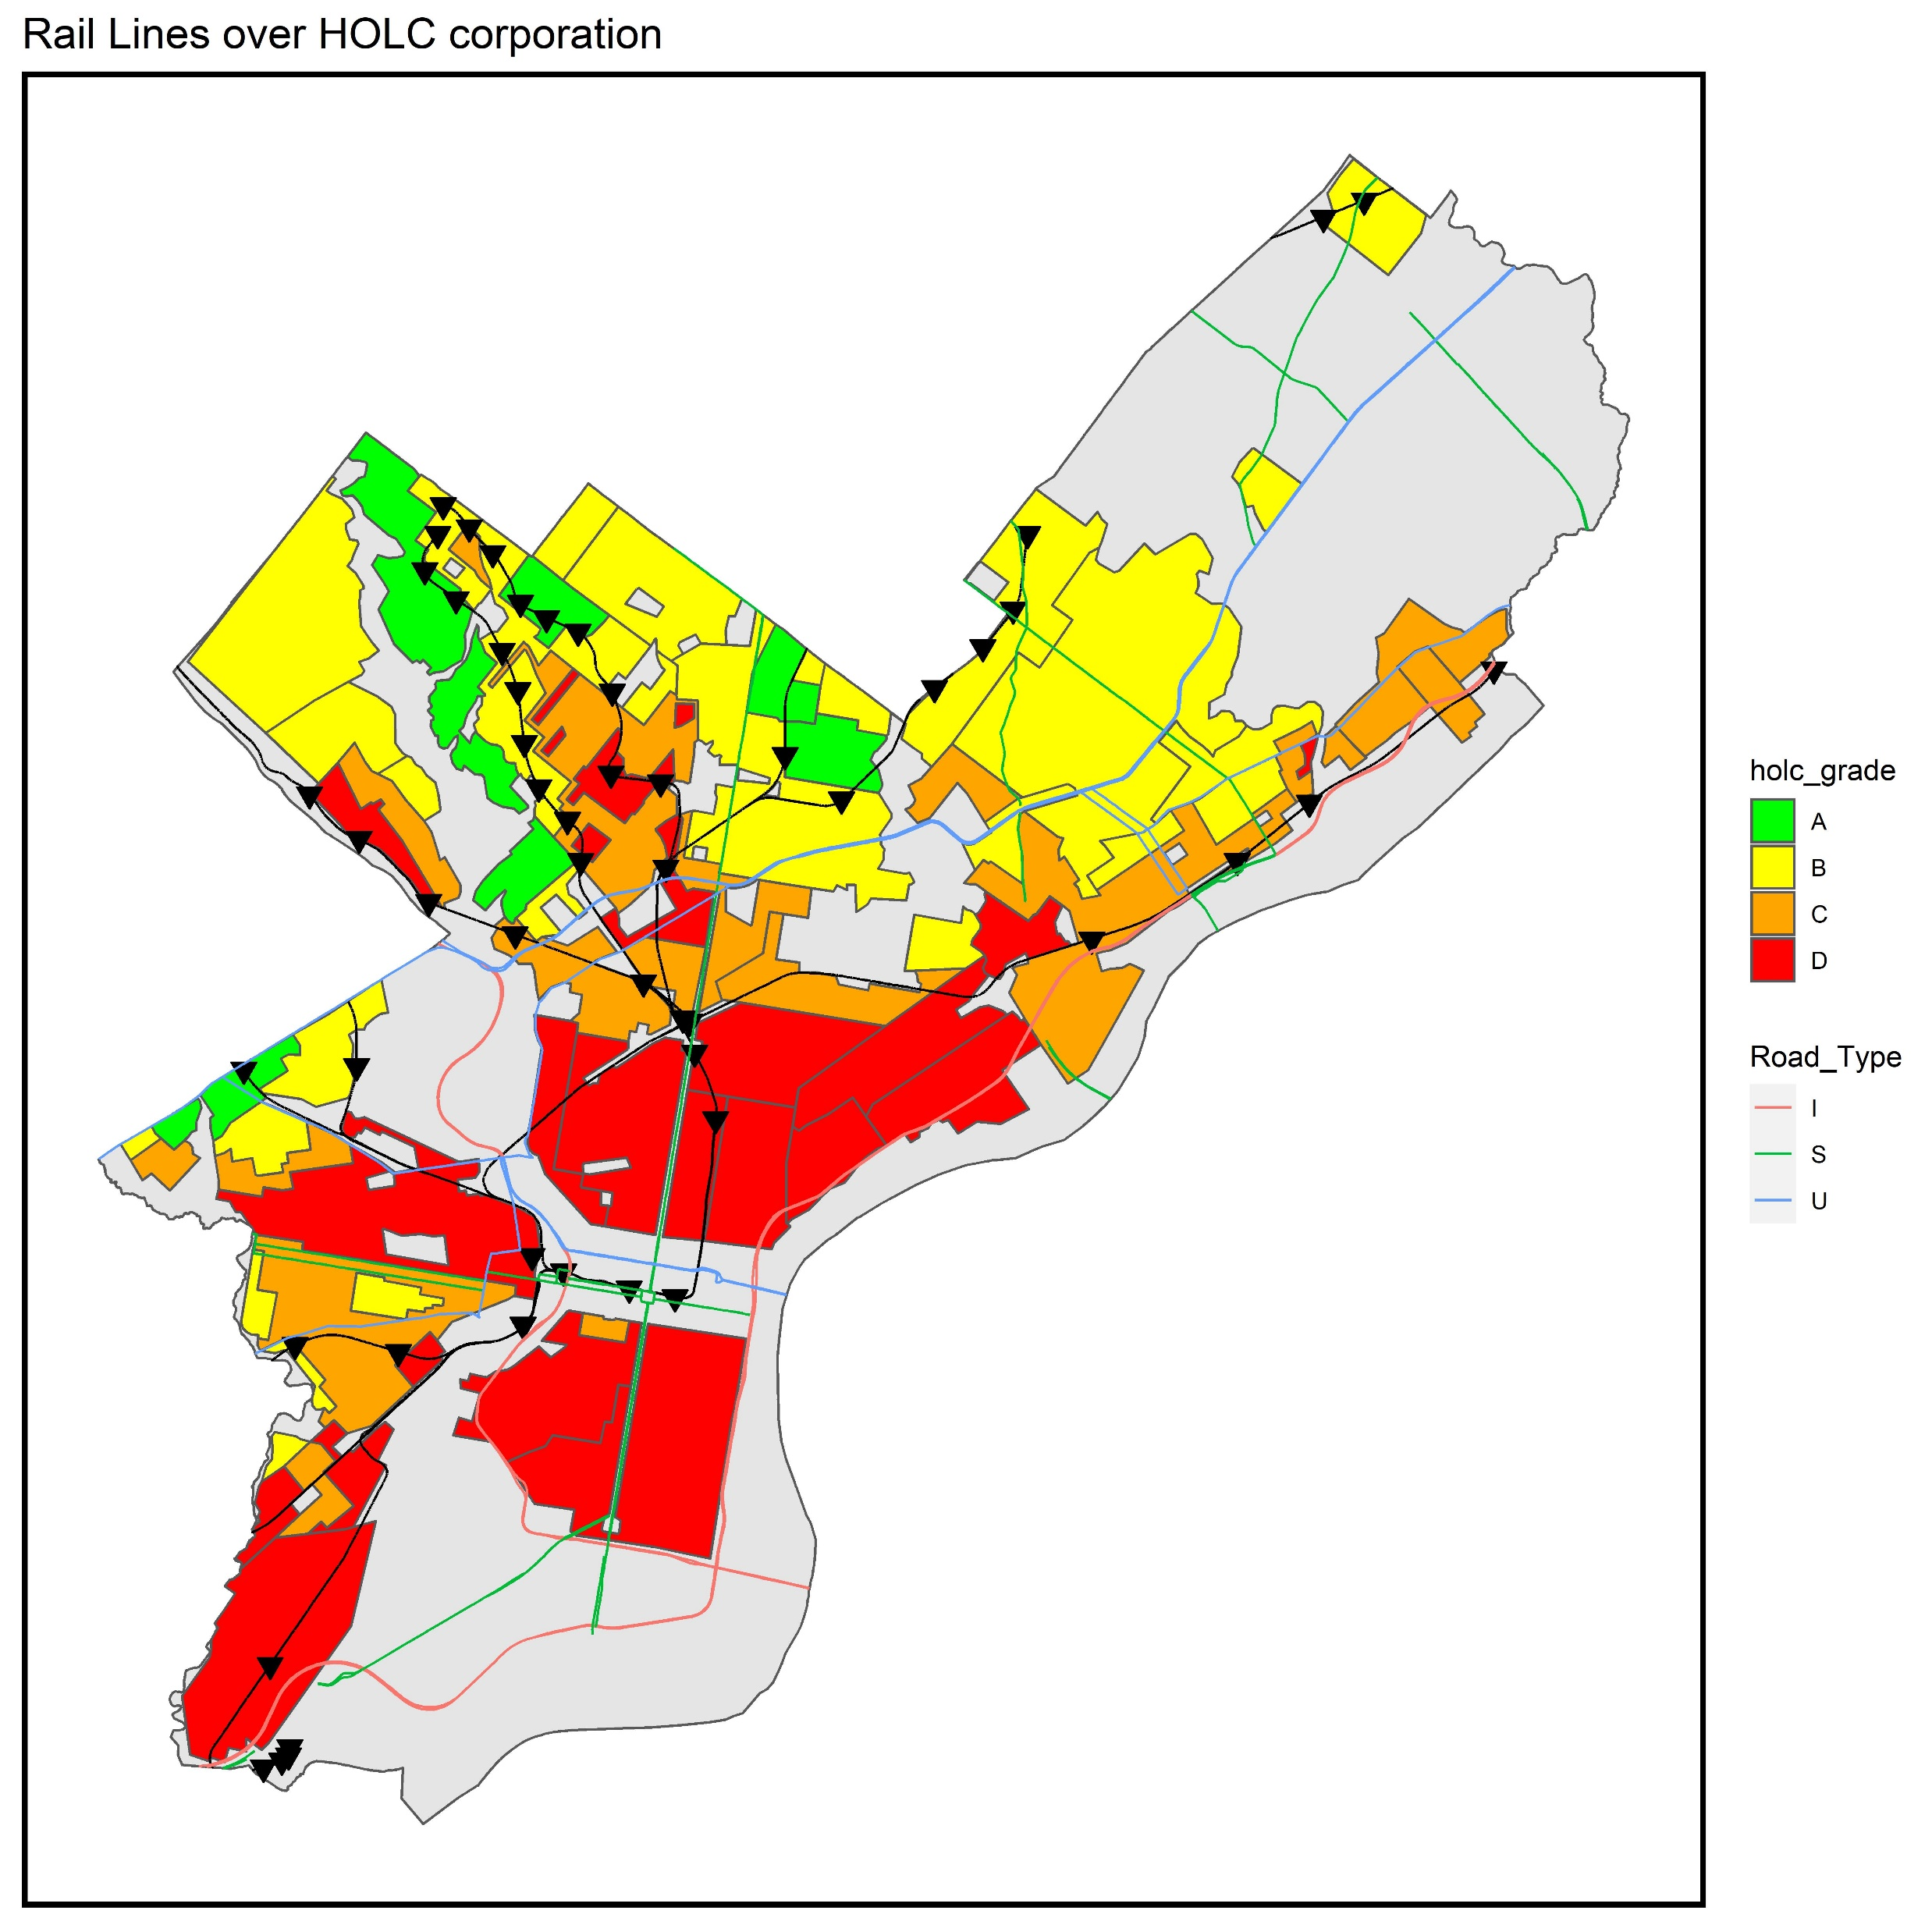 Rail Lines over HOLC corporation
holc_grade
A
B
C
D
Road_Type
I
S
U